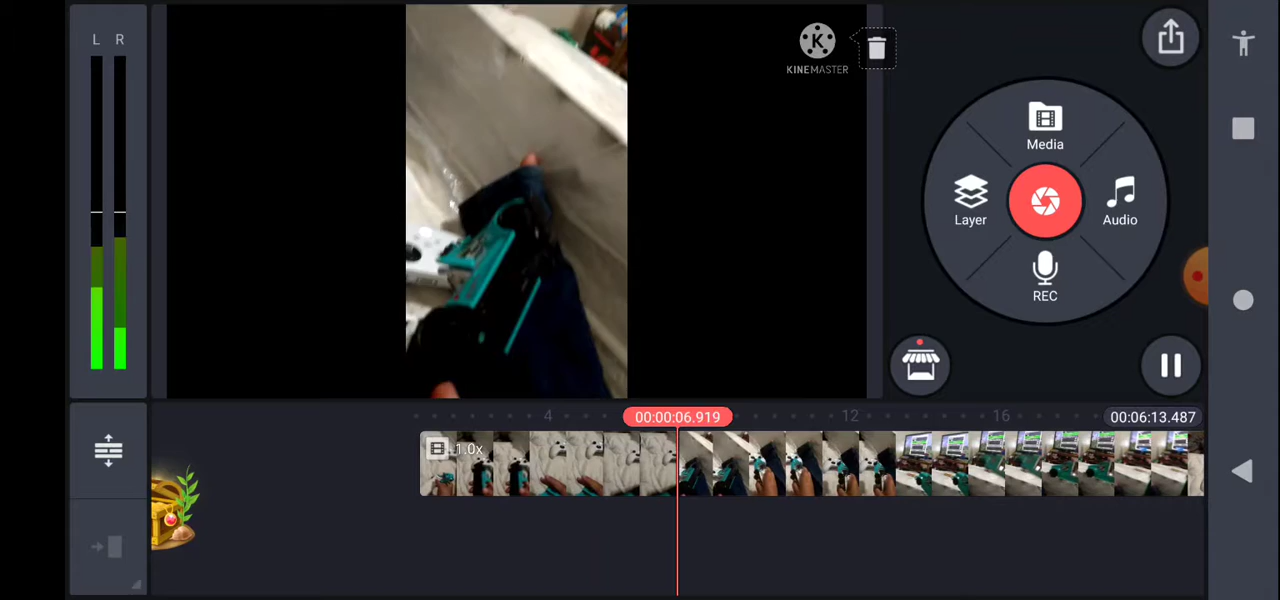 L R
K
KINEMASTER
Media
Layer
Audio
REC
4
00:00:06.919
12
16
00:06:13.487
1.0x